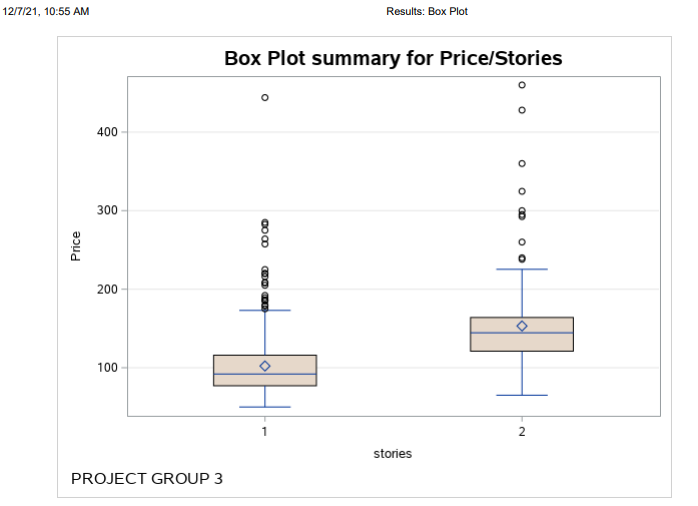 12/7/21, 10:55 AM Results: Box Plot
Box Plot summary for Price/Stories
400
300
200
100
Price
1 2
stories
PROJECT GROUP 3